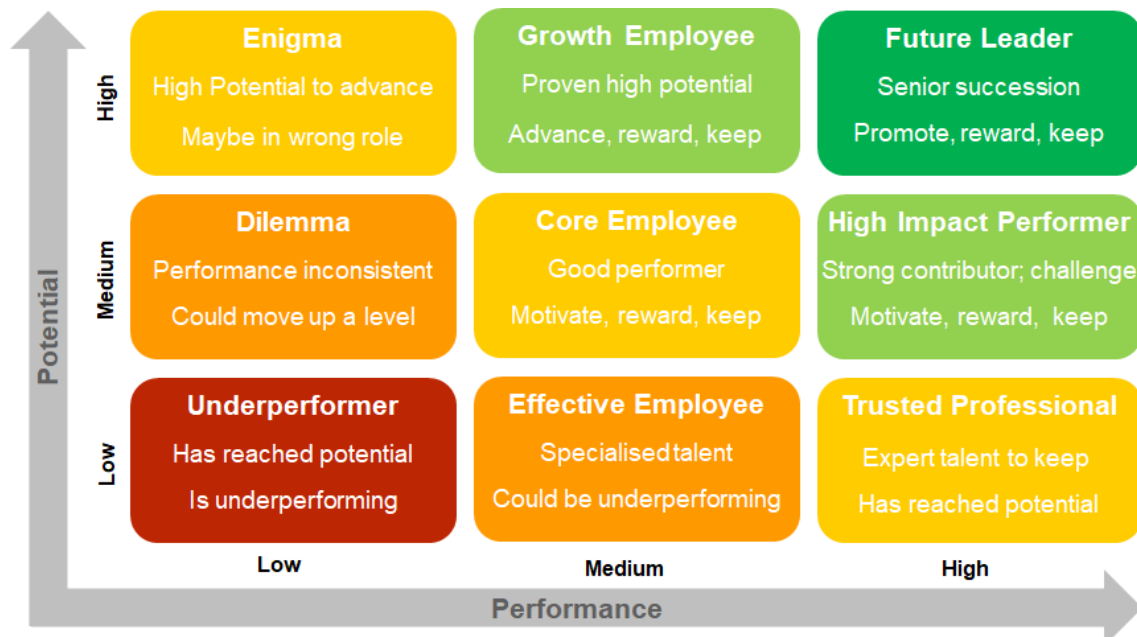 Potential
High
Enigma
High Potential to advance
Maybe in wrong role
Growth Employee
Proven high potential
Advance, reward, keep
Future Leader
Senior succession
Promote, reward, keep
Medium
Dilemma
Performance inconsistent
Could move up a level
Core Employee
Good performer
Motivate, reward, keep
High Impact Performer
Strong contributor; challenge
Motivate, reward, keep
Low
Underperformer
Has reached potential
Is underperforming
Effective Employee
Specialised talent
Could be underperforming
Trusted Professional
Expert talent to keep
Has reached potential
Low
Medium
High
Performance